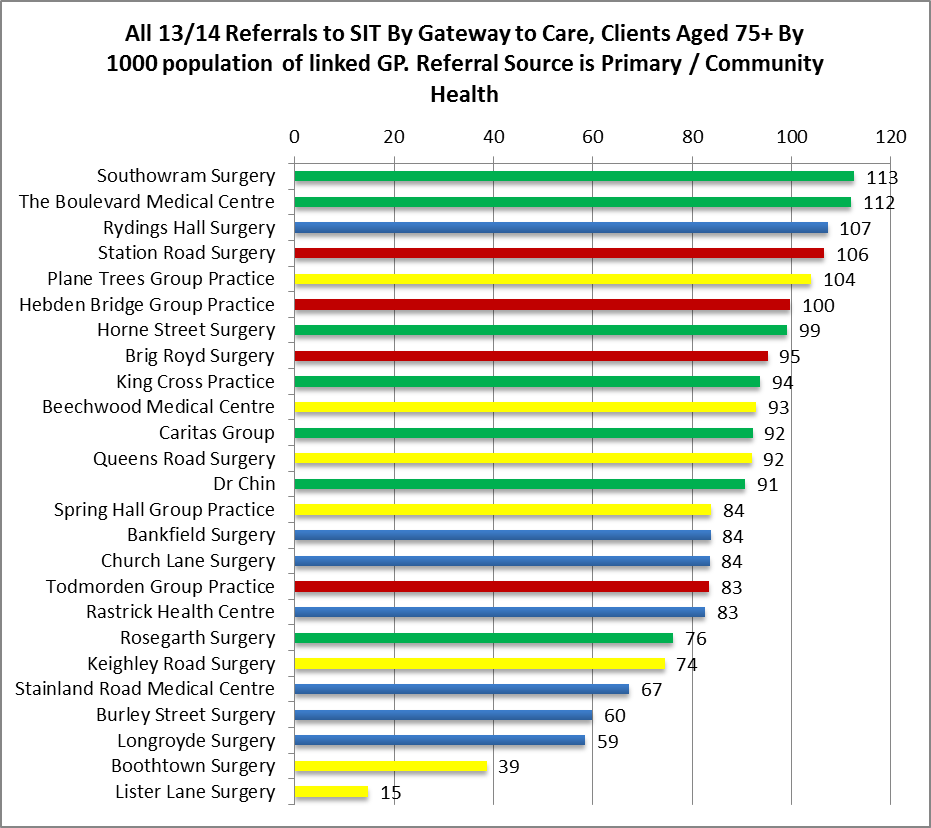 All 13/14 Referrals to SIT By Gateway to Care, Clients Aged 75+ By
1000 population of linked GP. Referral Source is Primary / Community
Health
0 20 40 60 80 100 120
Southowram Surgery 113
The Boulevard Medical Centre 112
Rydings Hall Surgery 107
Station Road Surgery 106
Plane Trees Group Practice 104
Hebden Bridge Group Practice 100
Horne Street Surgery 99
Brig Royd Surgery 95
King Cross Practice 94
Beechwood Medical Centre 93
Caritas Group 92
Queens Road Surgery 92
Dr Chin 91
Spring Hall Group Practice 84
Bankfield Surgery 84
Church Lane Surgery 84
Todmorden Group Practice 83
Rastrick Health Centre 83
Rosegarth Surgery 76
Keighley Road Surgery 74
Stainland Road Medical Centre 67
Burley Street Surgery 60
Longroyde Surgery 59
Boothtown Surgery 39
Lister Lane Surgery 15